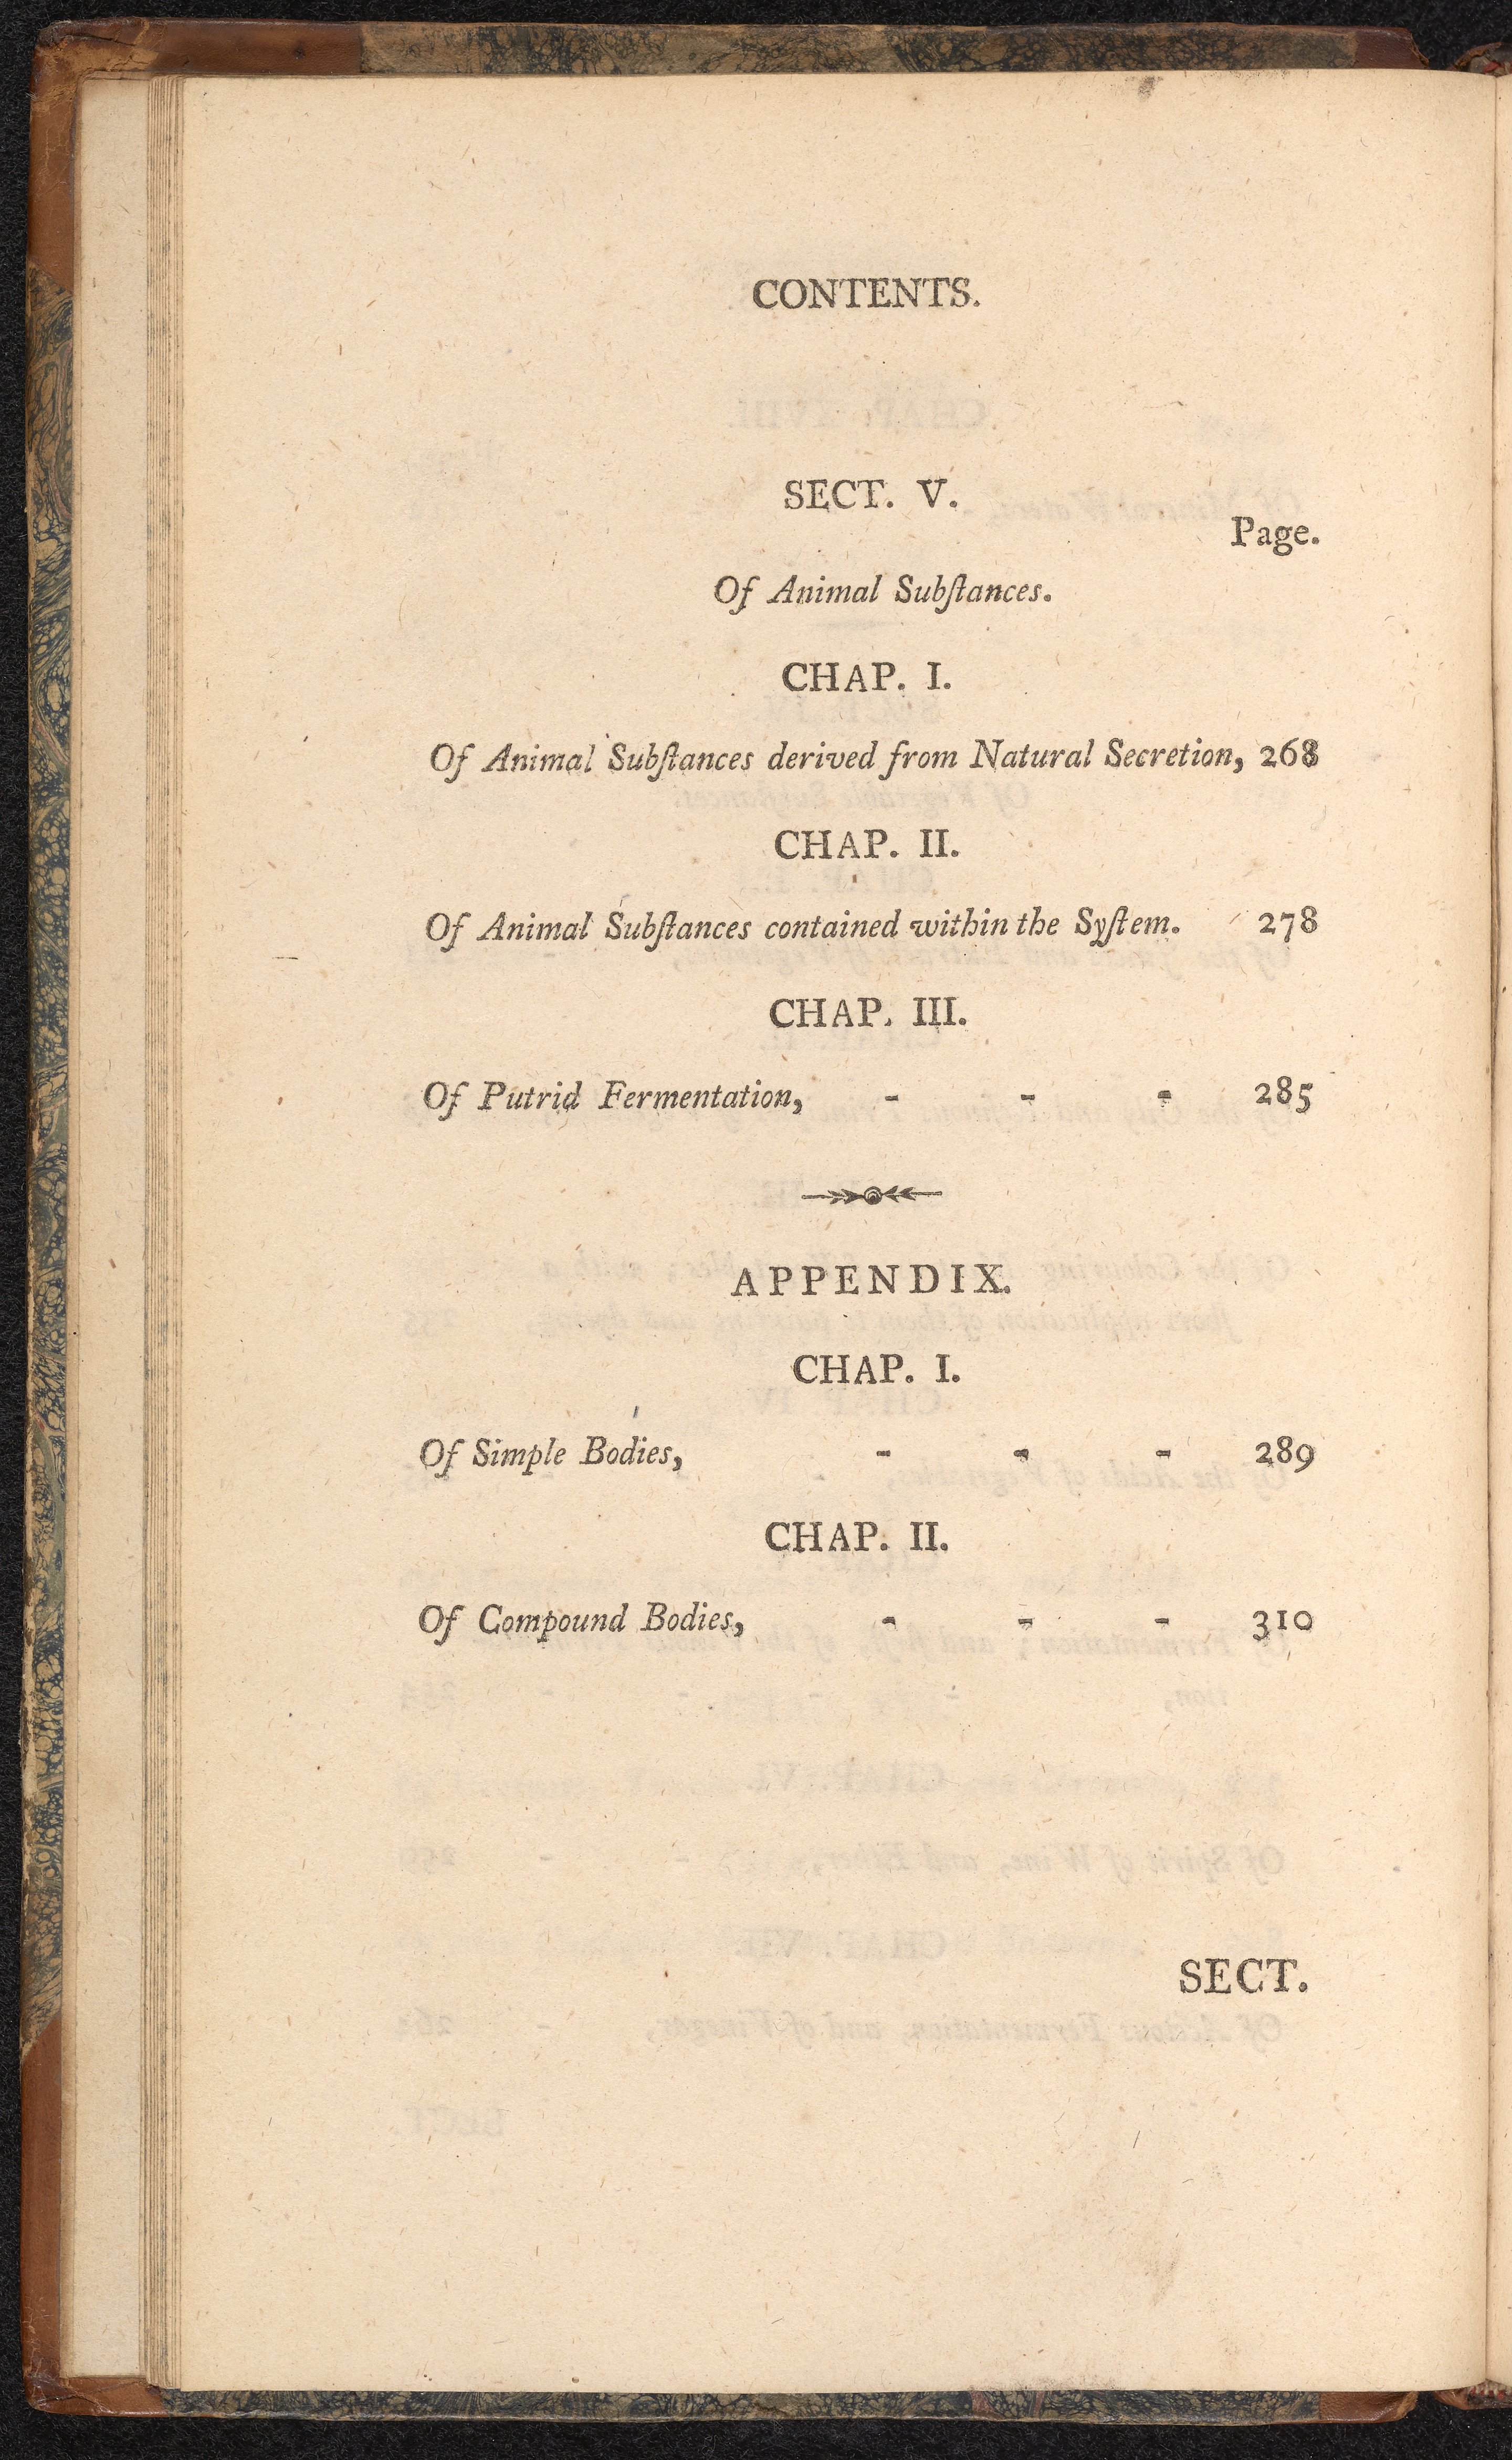 CONTENTS.
SECT. V.
Page.
Of Animal Subſtances.
CHAP. I.
Of Animal Subſtances derived from Natural Secretion, 268
CHAP. II.
Of Animal Subſtances contained within the Syſtem. 278
CHAP. III.
Of Putrid Fermentation, - - - 285
APPENDIX.
CHAP. I.
Of Simple Bodies, - - - 289
CHAP. II.
Of Compound Bodies, - - - 310
SECT.